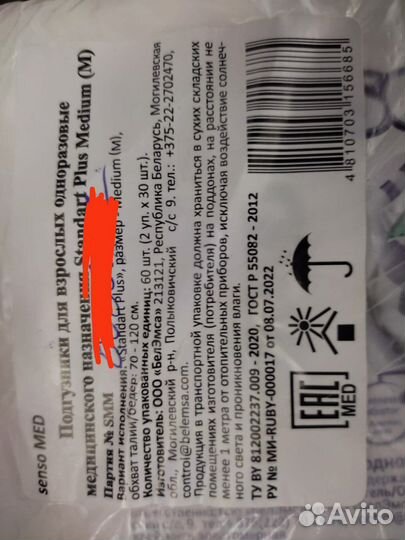 senso MED
Подгузники для взрослых одноразовые
медицинского назначения Standart Plus Medium (M)
Партия № SMM
Вариант исполнения: «Standart Plus», размер - Medium (M),
обхват талии/бедер: 70 - 120 см.
Количество упакованных единиц: 60 шт. (2 уп. х 30 шт.).
Изготовитель: ООО «БелЭмса» 213121, Республика Беларусь, Могилевская
обл., Могилевский р-н, Полыковичский с/с 9. тел.: +375-22-2702470,
control@belemsa.com.
Продукция в транспортной упаковке должна храниться в сухих складских
помещениях изготовителя (потребителя) на поддонах, на расстоянии не
менее 1 метра от отопительных приборов, исключая воздействие солнеч-
ного света и проникновения влаги.
TУ BY 812002237.009 - 2020, ГОСТ Р 55082 - 2012
РУ № МИ-RU BY-000017 от 08.07.2022
EAC
MED
4 810703 156685
Avito